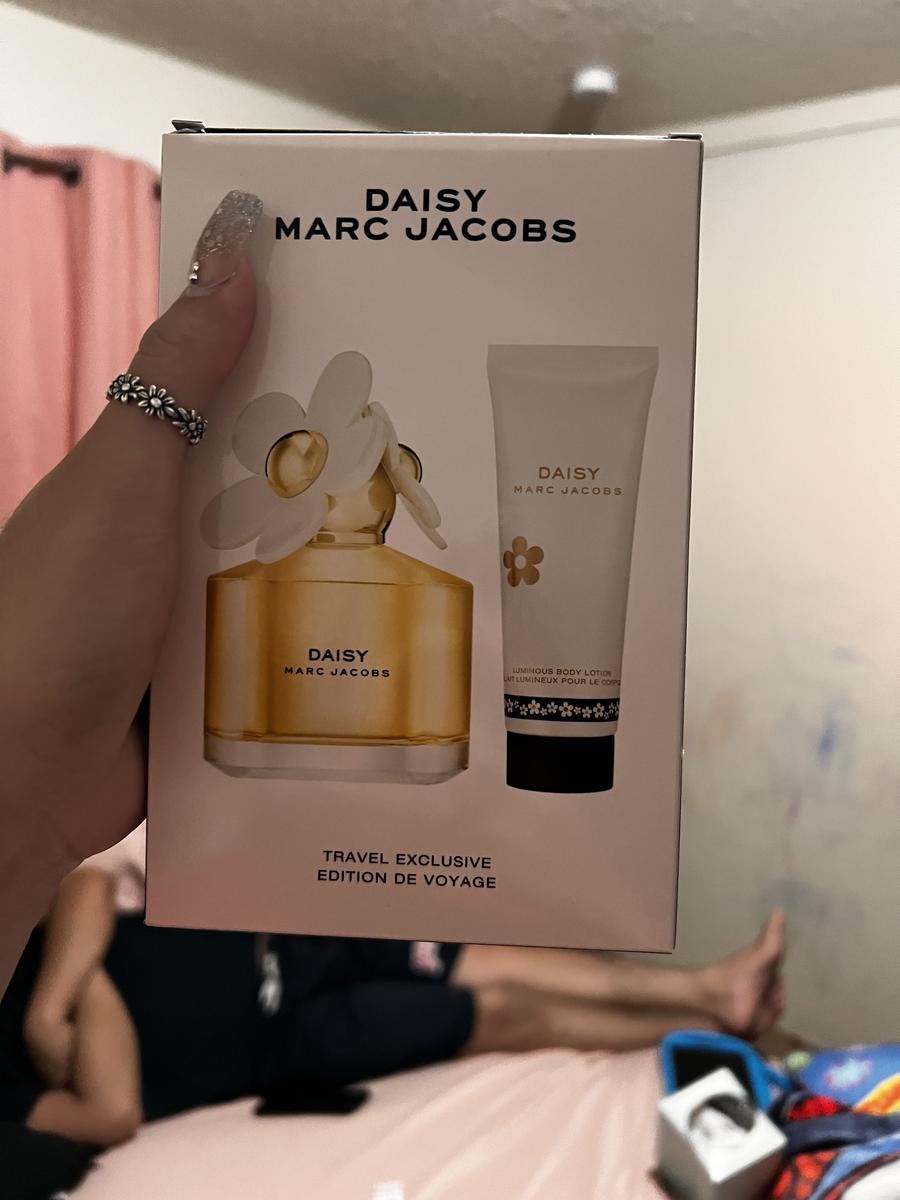 DAISY
MARC JACOBS
DAISY
MARC JACOBS
DAISY
MARC JACOBS
LUMINOUS BODY LOTION
LAIT LUMINEUX POUR LE CORPS
TRAVEL EXCLUSIVE
EDITION DE VOYAGE